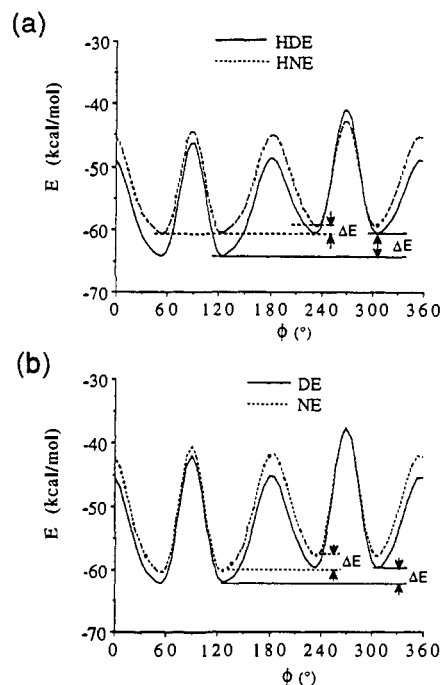 (a)
HDE
HNE
E (kcal/mol)
-30
-40
-50
-60
-70
ΔE
ΔE
0 60 120 180 240 300 360
ϕ (°)
(b)
DE
NE
E (kcal/mol)
-30
-40
-50
-60
-70
ΔE
ΔE
0 60 120 180 240 300 360
ϕ (°)